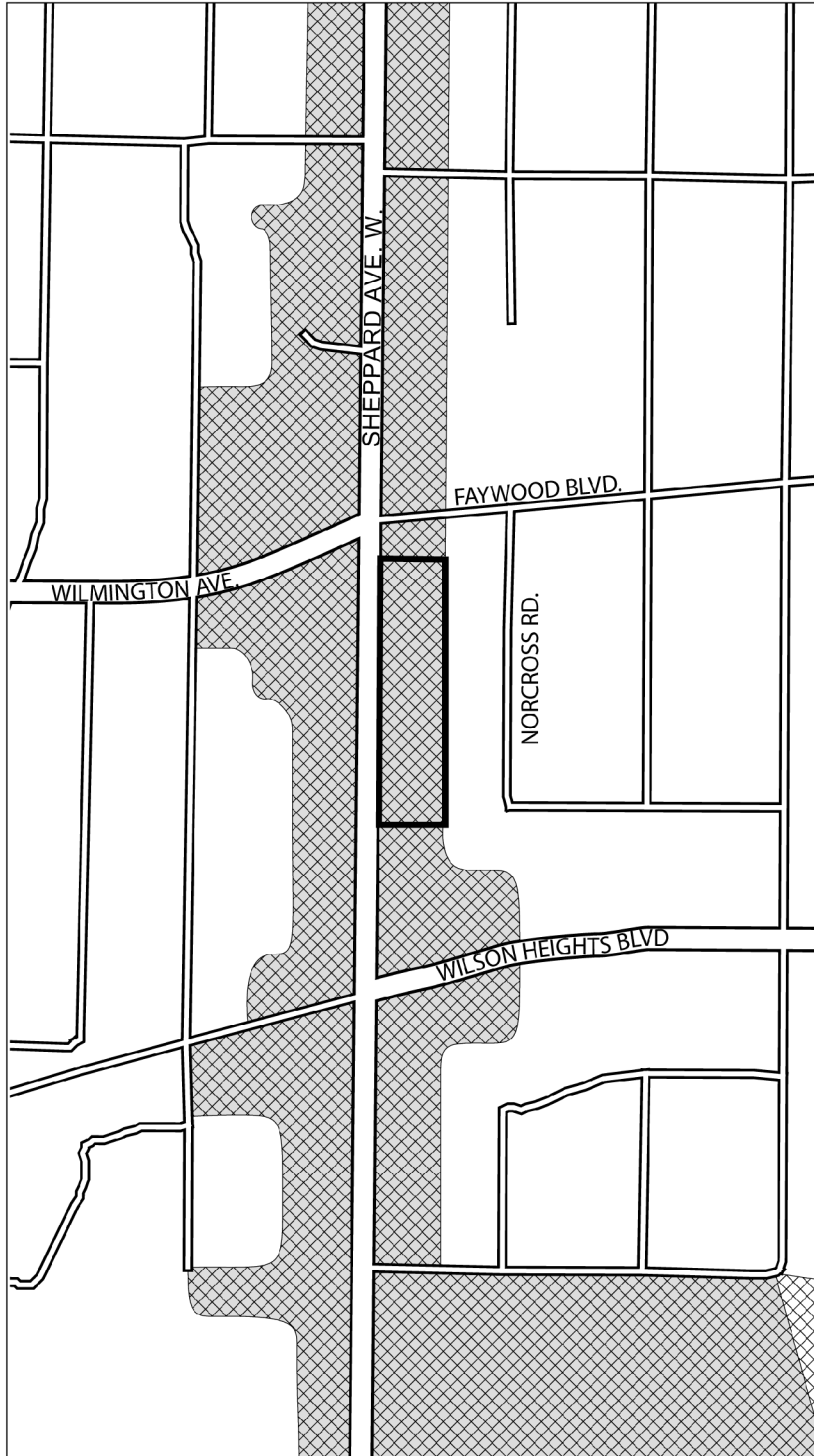 SHEPPARD AVE. W.
FAYWOOD BLVD.
WILMINGTON AVE.
NORCROSS RD.
WILSON HEIGHTS BLVD